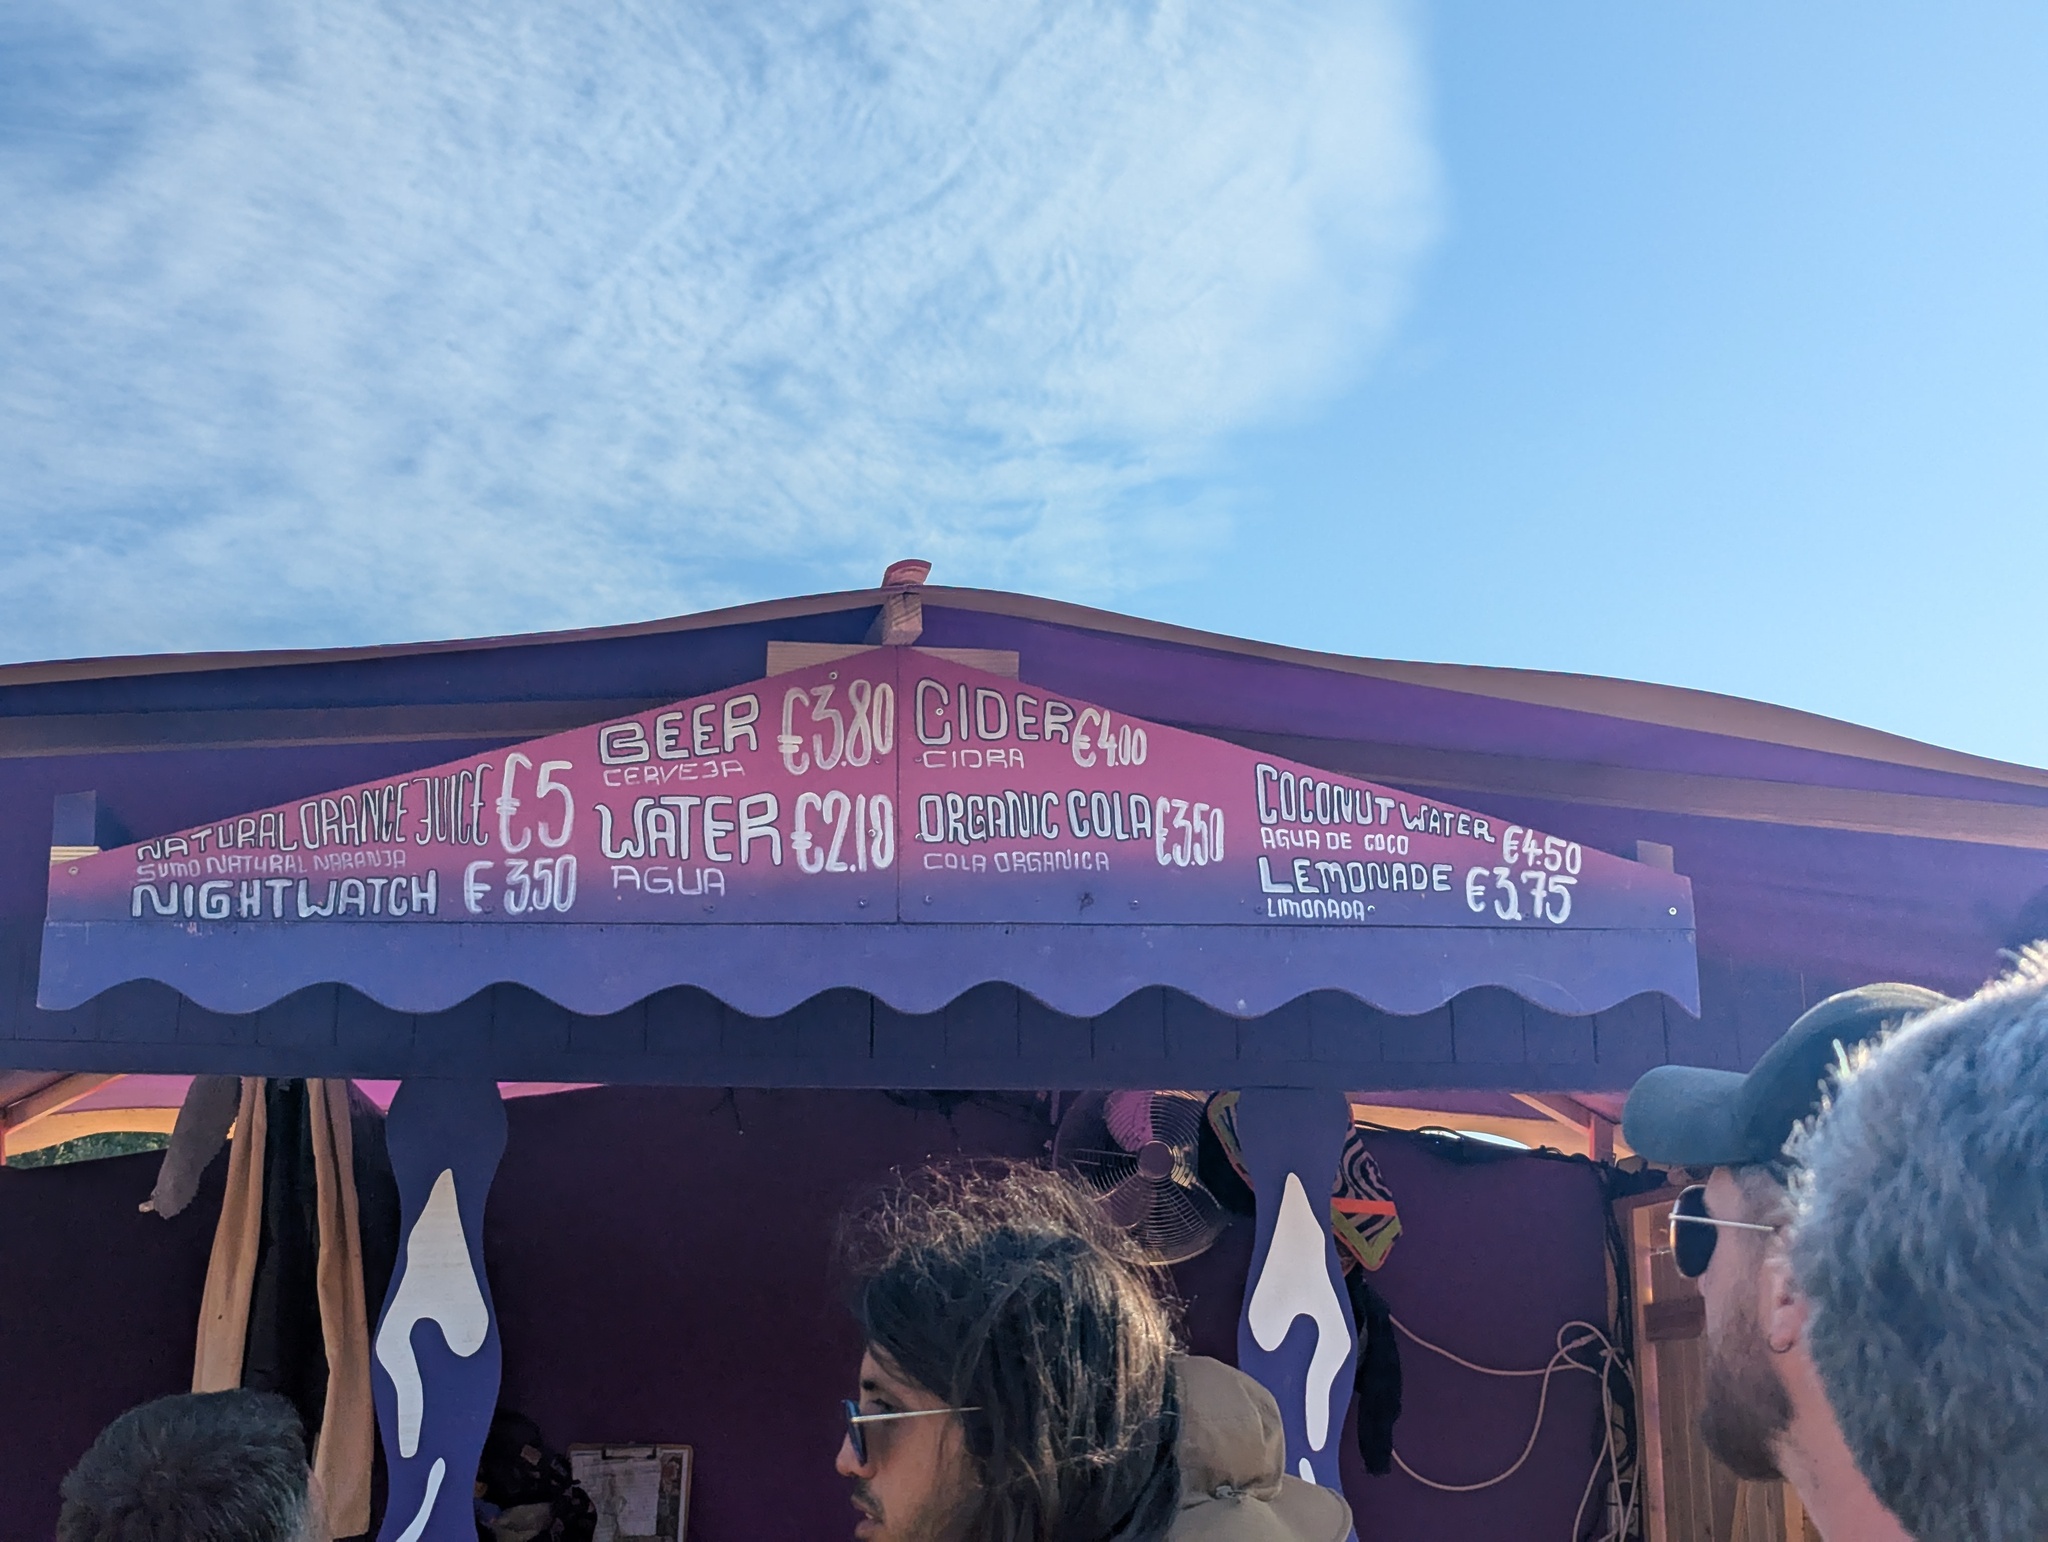 NATURAL ORANGE JUICE €5
SUMO NATURAL NARANJA
NIGHTWATCH €3.50
BEER €3.80
CERVEJA
WATER €2.10
AGUA
CIDER €4.00
CIDRA
ORGANIC COLA €3.50
COLA ORGANICA
COCONUT WATER €4.50
AGUA DE COCO
LEMONADE €3.75
LIMONADA